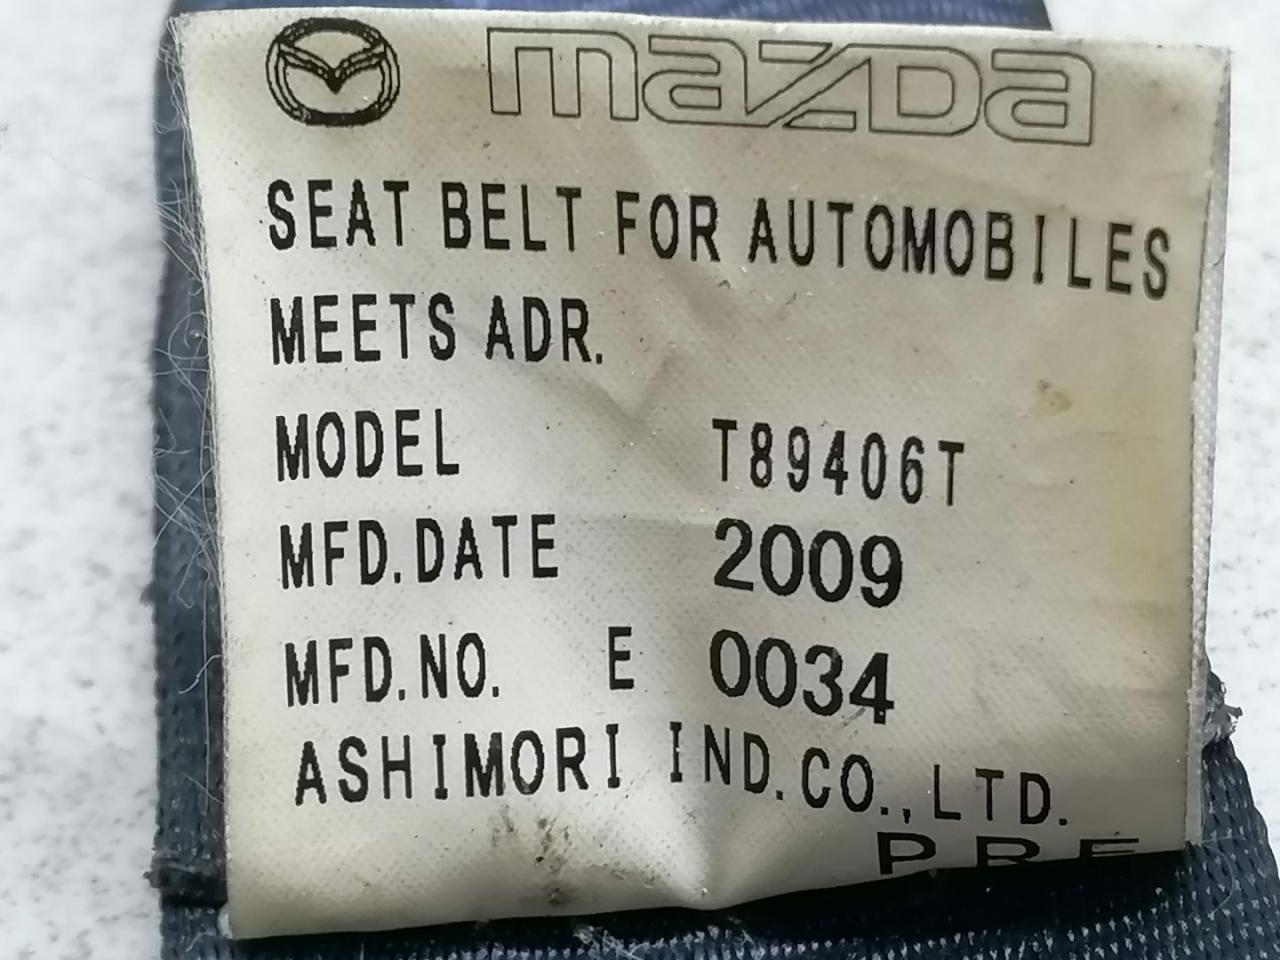 mazda
SEAT BELT FOR AUTOMOBILES
MEETS ADR.
MODEL T89406T
MFD.DATE 2009
MFD.NO. E 0034
ASHIMORI IND.CO.,LTD.
PRE